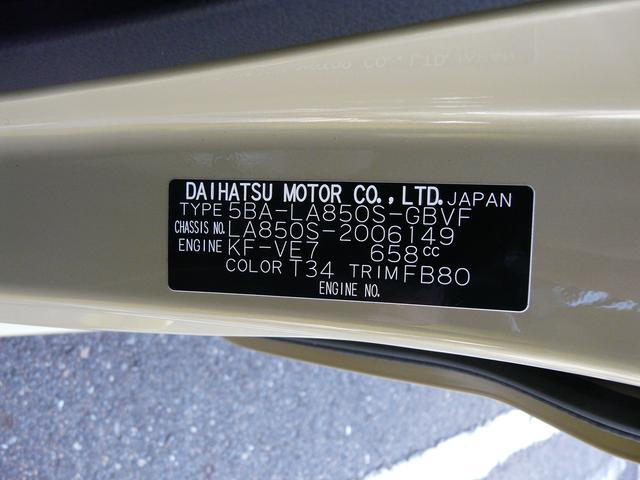 DAIHATSU MOTOR CO., LTD. JAPAN
TYPE 5BA-LA850S-GBVF
CHASSIS NO. LA850S-2006149
ENGINE KF-VE7 658cc
COLOR T34 TRIM FB80
ENGINE NO.